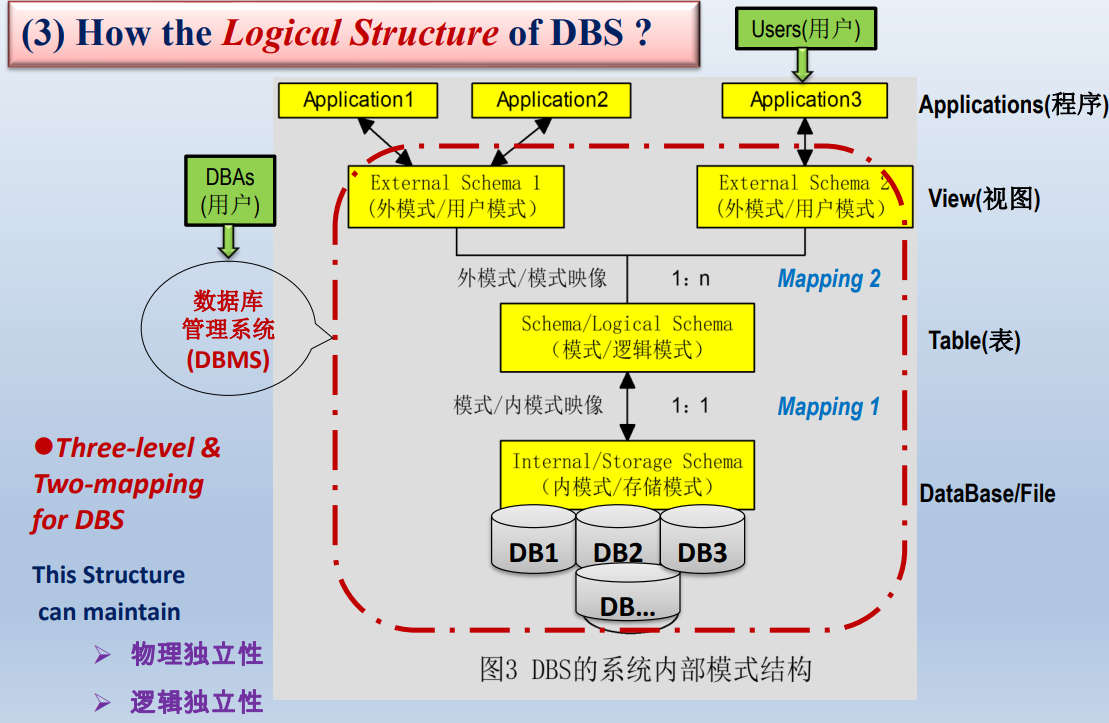 (3) How the Logical Structure of DBS ?
Users(用户)
Application1
Application2
Application3
Applications(程序)
DBAs
(用户)
External Schema 1
(外模式/用户模式)
External Schema 2
(外模式/用户模式)
View(视图)
外模式/模式映像
1: n
Mapping 2
数据库
管理系统
(DBMS)
Schema/Logical Schema
(模式/逻辑模式)
Table(表)
模式/内模式映像
1: 1
Mapping 1
●Three-level &
Two-mapping
for DBS
Internal/Storage Schema
(内模式/存储模式)
DataBase/File
DB1
DB2
DB3
DB...
This Structure
can maintain
➢ 物理独立性
➢ 逻辑独立性
图3 DBS的系统内部模式结构